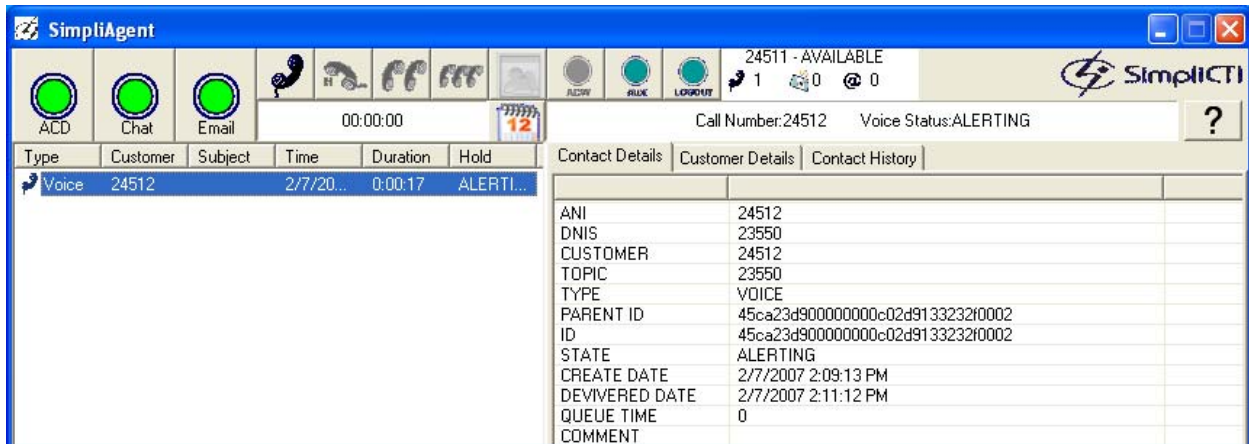 SimpliAgent
24511 - AVAILABLE
1 0 @ 0
SimpliCTI
H
ACW AUX LOGOUT
ACD Chat Email
00:00:00
12
Call Number:24512 Voice Status:ALERTING
?
Type Customer Subject Time Duration Hold
Voice 24512 2/7/20... 0:00:17 ALERTI...
Contact Details Customer Details Contact History
ANI 24512
DNIS 23550
CUSTOMER 24512
TOPIC 23550
TYPE VOICE
PARENT ID 45ca23d900000000c02d9133232f0002
ID 45ca23d900000000c02d9133232f0002
STATE ALERTING
CREATE DATE 2/7/2007 2:09:13 PM
DEVIVERED DATE 2/7/2007 2:11:12 PM
QUEUE TIME 0
COMMENT